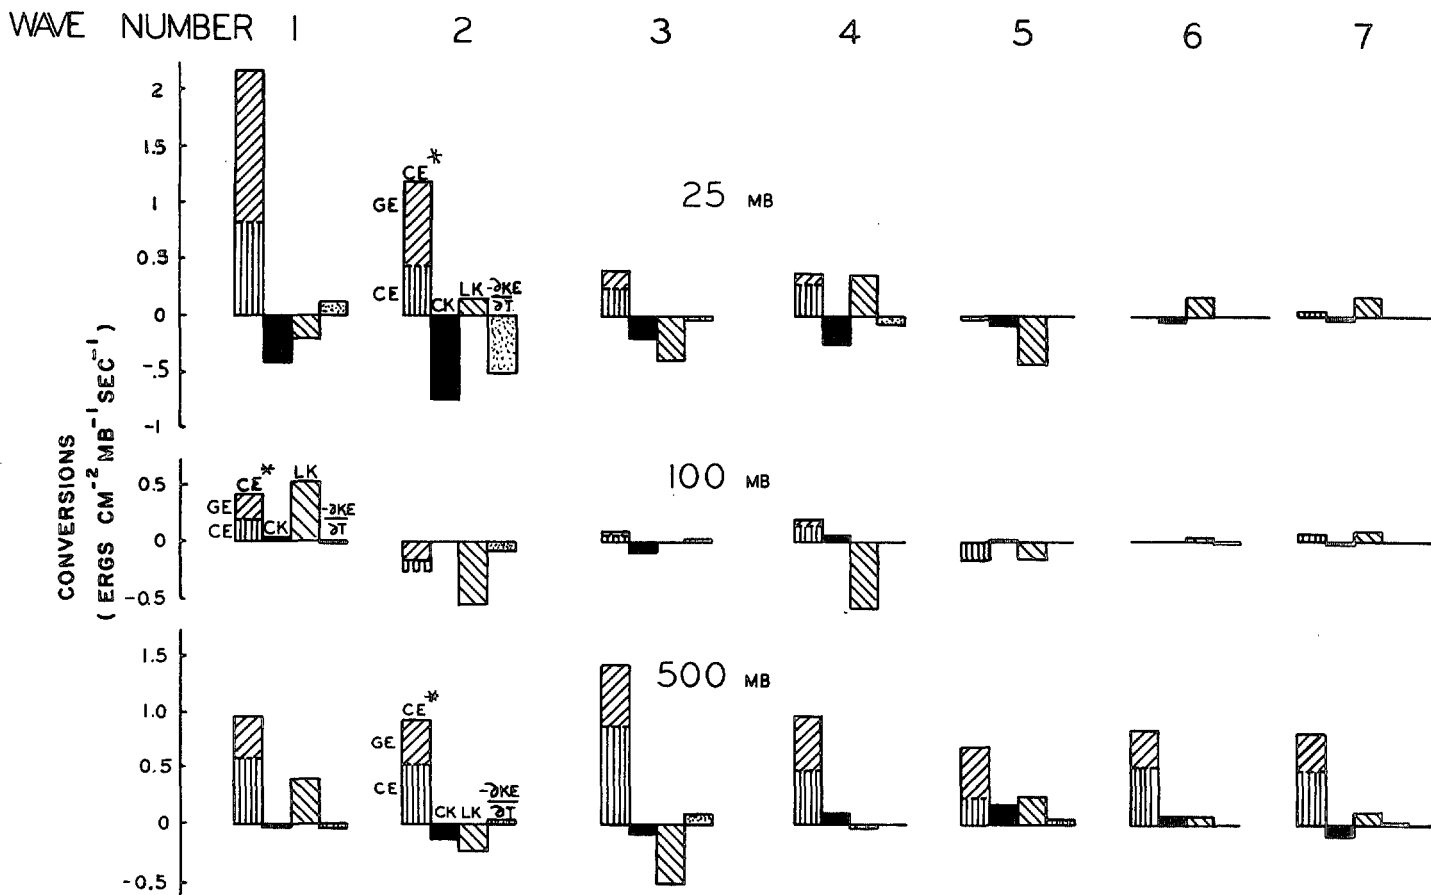 WAVE NUMBER 1 2 3 4 5 6 7
2
1.5
1
0.5
0
-.5
-1
25 MB
CE*
GE
CE
CK
LK
-∂KE
∂T
CONVERSIONS
(ERGS CM-2 MB-1 SEC-1)
0.5
0
-0.5
100 MB
CE*
GE
CE
CK
LK
-∂KE
∂T
1.5
1.0
0.5
0
-0.5
500 MB
CE*
GE
CE
CK LK
-∂KE
∂T